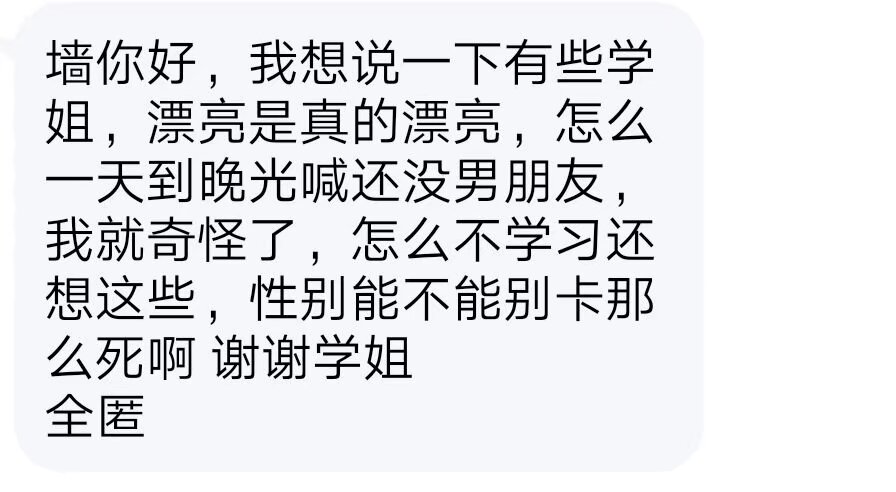 墙你好，我想说一下有些学
姐，漂亮是真的漂亮，怎么
一天到晚光喊还没男朋友，
我就奇怪了，怎么不学习还
想这些，性别能不能别卡那
么死啊 谢谢学姐
全匿